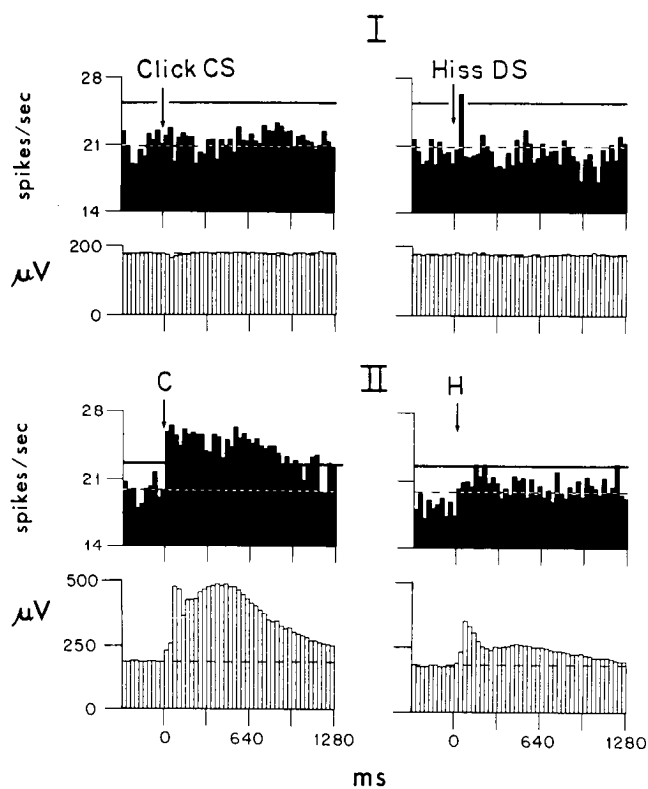 I
Click CS
Hiss DS
28
21
14
spikes/sec
200
0
μV
II
C
H
28
21
14
spikes/sec
500
250
0
μV
0 640 1280
0 640 1280
ms